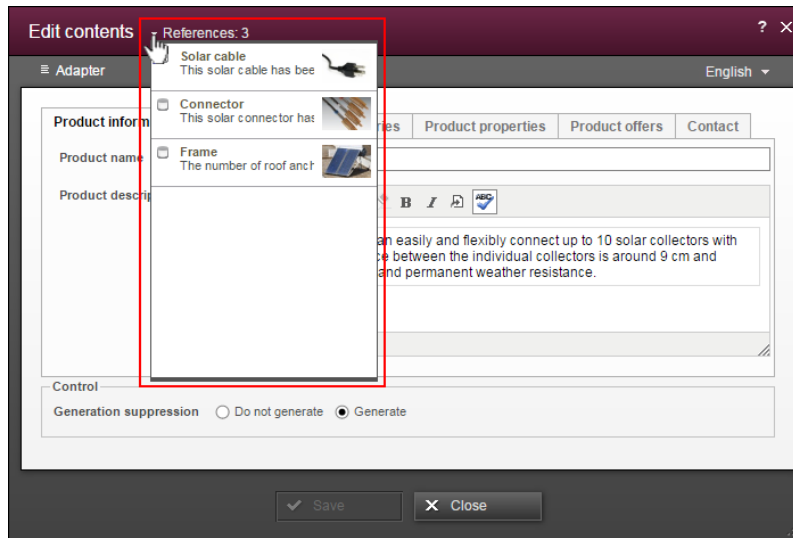 Edit contents
References: 3
?
Adapter
English
Solar cable
This solar cable has bee
Connector
This solar connector has
Frame
The number of roof anch
Product inform
ries
Product properties
Product offers
Contact
Product name
Product descrip
B I ABC
an easily and flexibly connect up to 10 solar collectors with
ce between the individual collectors is around 9 cm and
and permanent weather resistance.
Control
Generation suppression Do not generate Generate
Save
Close